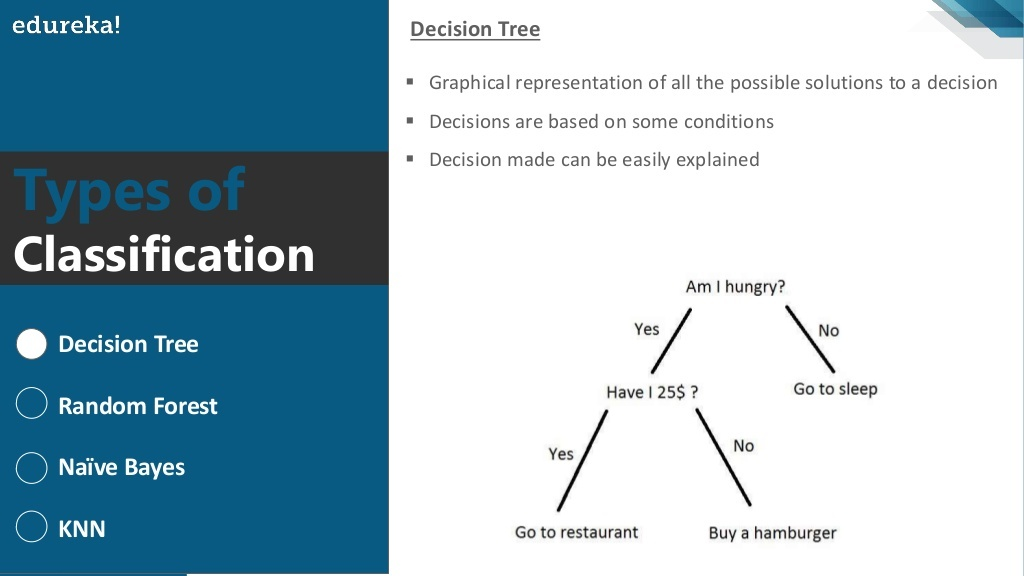 edureka!
Types of
Classification
Decision Tree
Random Forest
Naïve Bayes
KNN
Decision Tree
▪ Graphical representation of all the possible solutions to a decision
▪ Decisions are based on some conditions
▪ Decision made can be easily explained
Am I hungry?
Yes
No
Have I 25$ ?
Go to sleep
Yes
No
Go to restaurant
Buy a hamburger